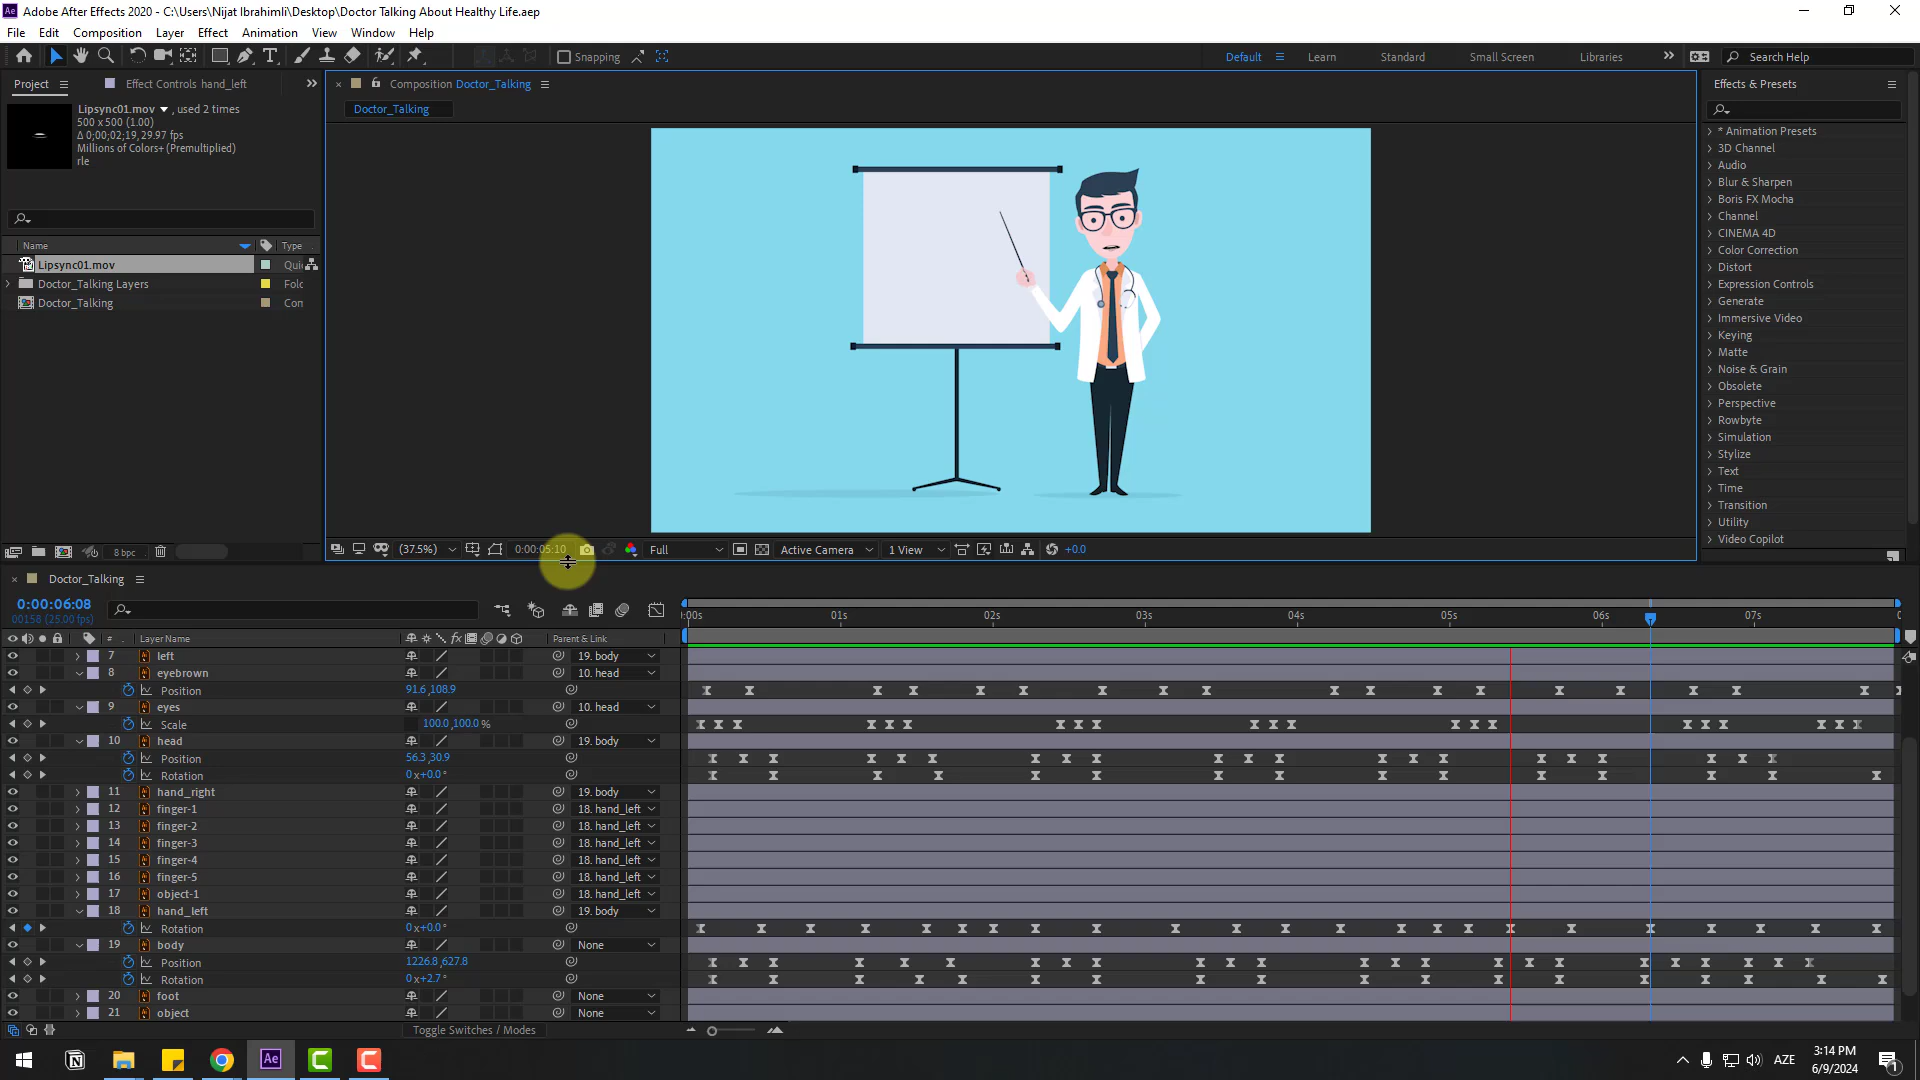 Adobe After Effects 2020 - C:\Users\Nijat Ibrahimli\Desktop\Doctor Talking About Healthy Life.aep
File Edit Composition Layer Effect Animation View Window Help
Snapping
Default
Learn
Standard
Small Screen
Libraries
Search Help
Project
Effect Controls hand_left
Lipsync01.mov , used 2 times
500 x 500 (1.00)
Δ 0;00;02;19, 29.97 fps
Millions of Colors+ (Premultiplied)
rle
Name Type
Lipsync01.mov Qui
Doctor_Talking Layers Folc
Doctor_Talking Con
8 bpc
Composition Doctor_Talking
Doctor_Talking
(37.5%) 0:00:05:10 Full Active Camera 1 View +0.0
Effects & Presets
* Animation Presets
3D Channel
Audio
Blur & Sharpen
Boris FX Mocha
Channel
CINEMA 4D
Color Correction
Distort
Expression Controls
Generate
Immersive Video
Keying
Matte
Noise & Grain
Obsolete
Perspective
Rowbyte
Simulation
Stylize
Text
Time
Transition
Utility
Video Copilot
Doctor_Talking
0:00:06:08
00158 (25.00 fps)
:00s 01s 02s 03s 04s 05s 06s 07s
# Layer Name Parent & Link
7 left 19. body
8 eyebrown 10. head
Position 91.6,108.9
9 eyes 10. head
Scale 100.0,100.0 %
10 head 19. body
Position 56.3,30.9
Rotation 0 x+0.0 °
11 hand_right 19. body
12 finger-1 18. hand_left
13 finger-2 18. hand_left
14 finger-3 18. hand_left
15 finger-4 18. hand_left
16 finger-5 18. hand_left
17 object-1 18. hand_left
18 hand_left 19. body
Rotation 0 x+0.0 °
19 body None
Position 1226.8,627.8
Rotation 0 x+2.7 °
20 foot None
21 object None
Toggle Switches / Modes
Ae
AZE
3:14 PM
6/9/2024
1